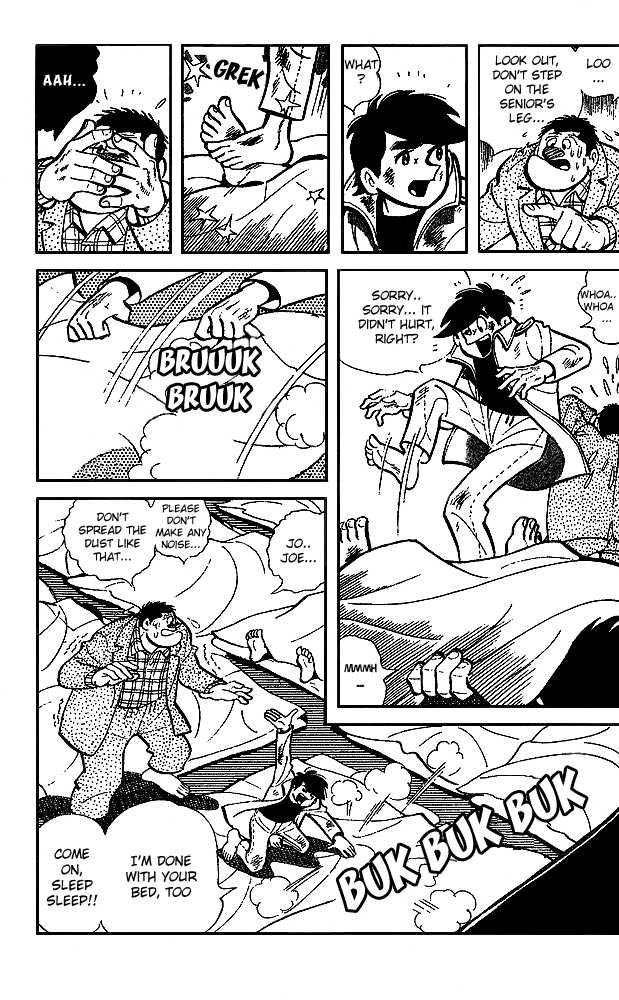 LOO
...
LOOK OUT,
DON'T STEP
ON THE
SENIOR'S
LEG...
WHAT
?
GREK
AAH...
WHOA..
WHOA
...
SORRY..
SORRY... IT
DIDN'T HURT,
RIGHT?
MMMH
...
BRUUUK
BRUUK
JO..
JOE...
PLEASE
DON'T
MAKE ANY
NOISE...
DON'T
SPREAD THE
DUST LIKE
THAT...
BUK BUK BUK
I'M DONE
WITH YOUR
BED, TOO
COME
ON,
SLEEP
SLEEP!!